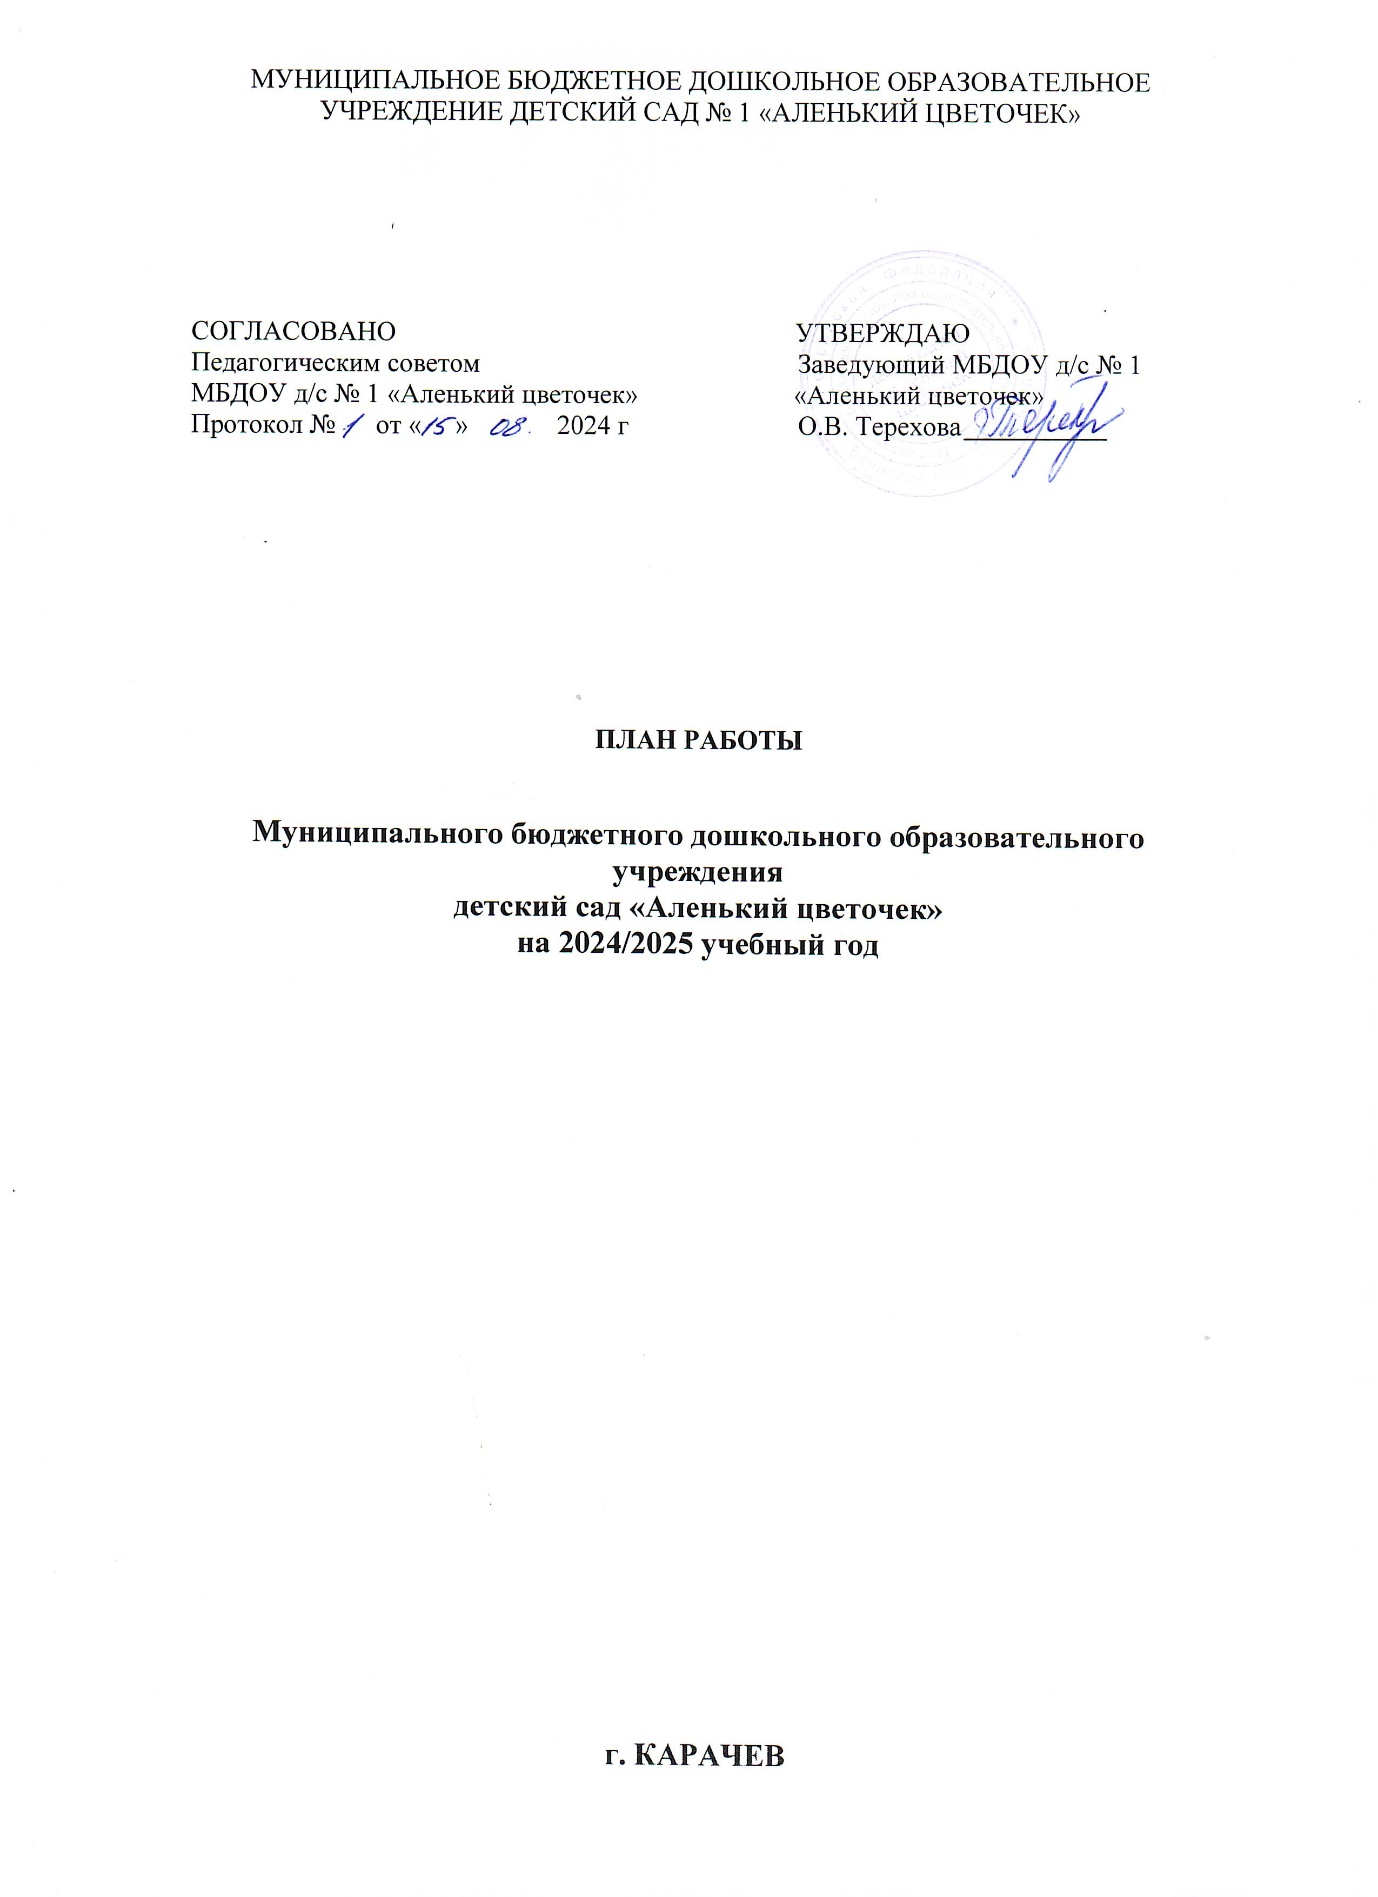 МУНИЦИПАЛЬНОЕ БЮДЖЕТНОЕ ДОШКОЛЬНОЕ ОБРАЗОВАТЕЛЬНОЕ
УЧРЕЖДЕНИЕ ДЕТСКИЙ САД № 1 «АЛЕНЬКИЙ ЦВЕТОЧЕК»
СОГЛАСОВАНО
Педагогическим советом
МБДОУ д/с № 1 «Аленький цветочек»
Протокол № 1 от «15» 08. 2024 г
УТВЕРЖДАЮ
Заведующий МБДОУ д/с № 1
«Аленький цветочек»
О.В. Терехова
Федерация
ПЛАН РАБОТЫ
Муниципального бюджетного дошкольного образовательного
учреждения
детский сад «Аленький цветочек»
на 2024/2025 учебный год
г. КАРАЧЕВ